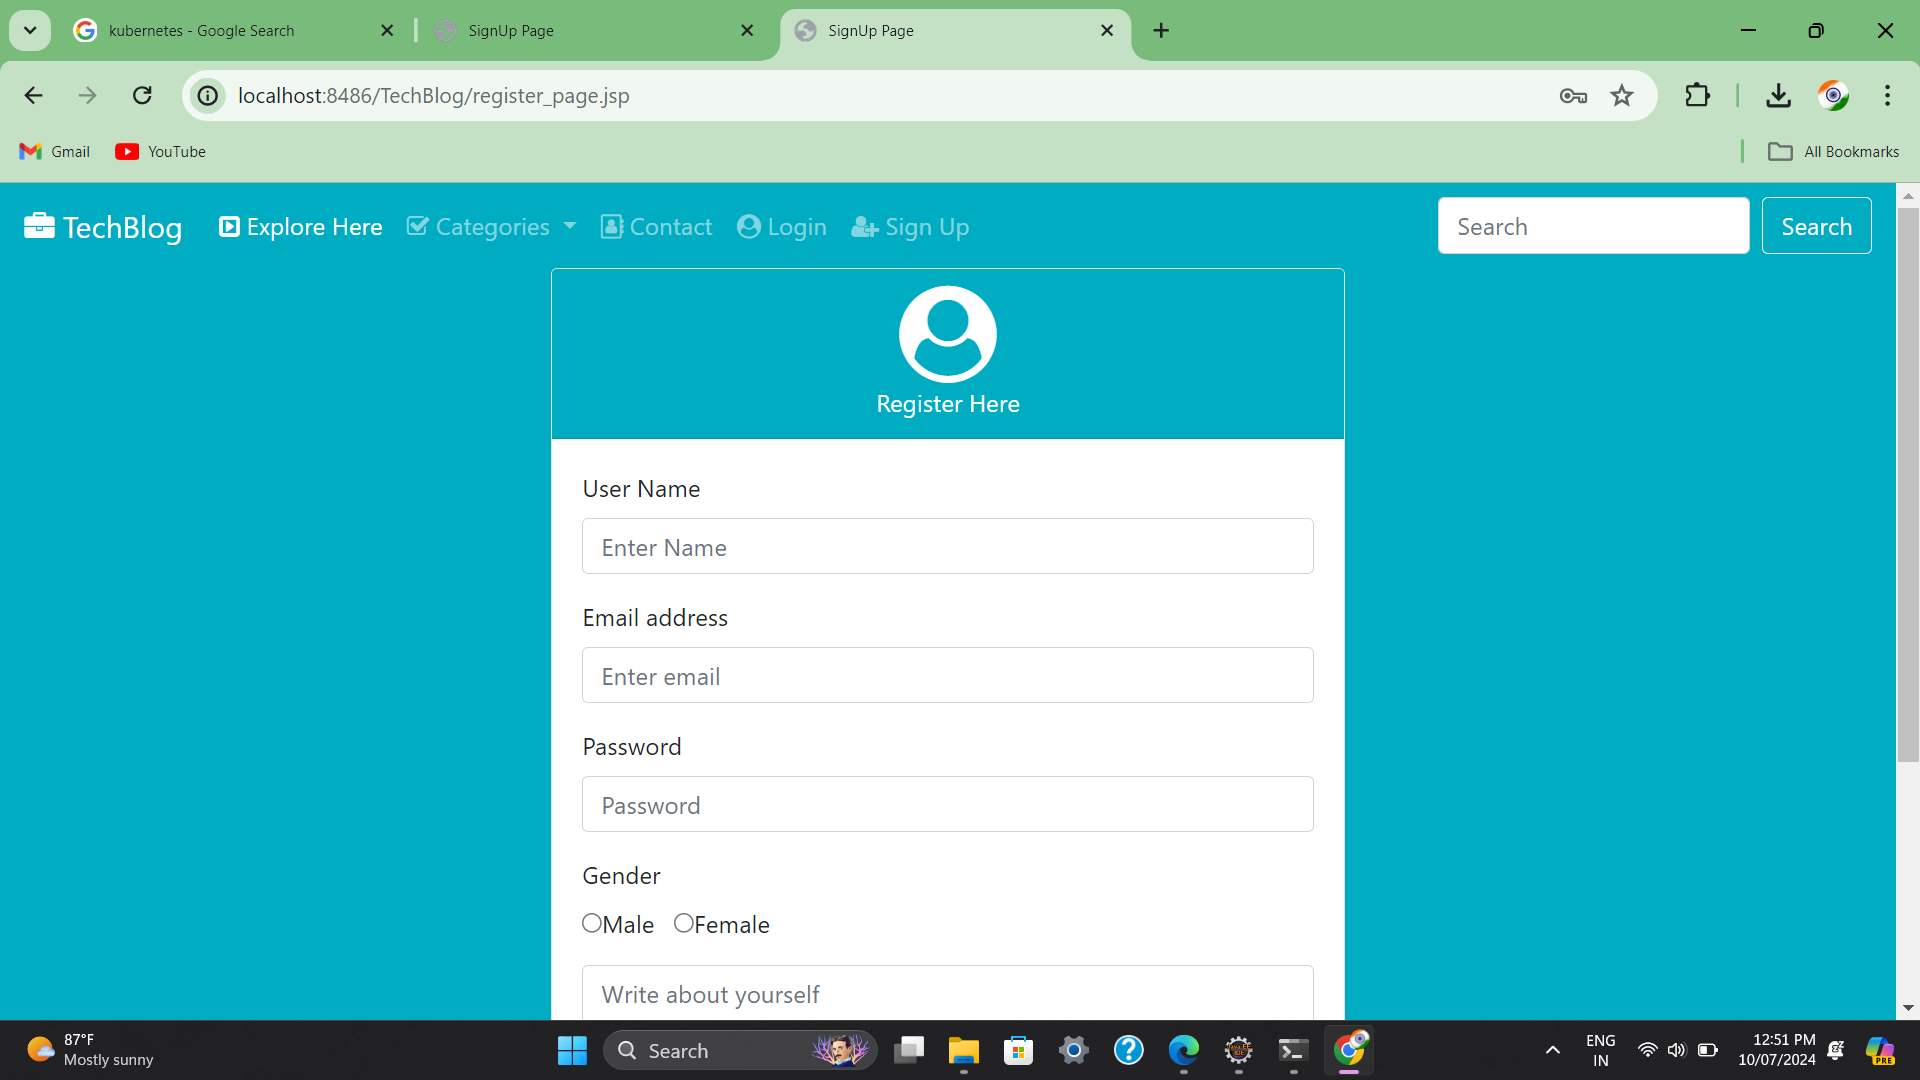 kubernetes - Google Search
SignUp Page
SignUp Page
localhost:8486/TechBlog/register_page.jsp
Gmail
YouTube
All Bookmarks
TechBlog
Explore Here
Categories
Contact
Login
Sign Up
Search
Search
Register Here
User Name
Enter Name
Email address
Enter email
Password
Password
Gender
Male
Female
Write about yourself
87°F
Mostly sunny
Search
ENG
IN
12:51 PM
10/07/2024
PRE